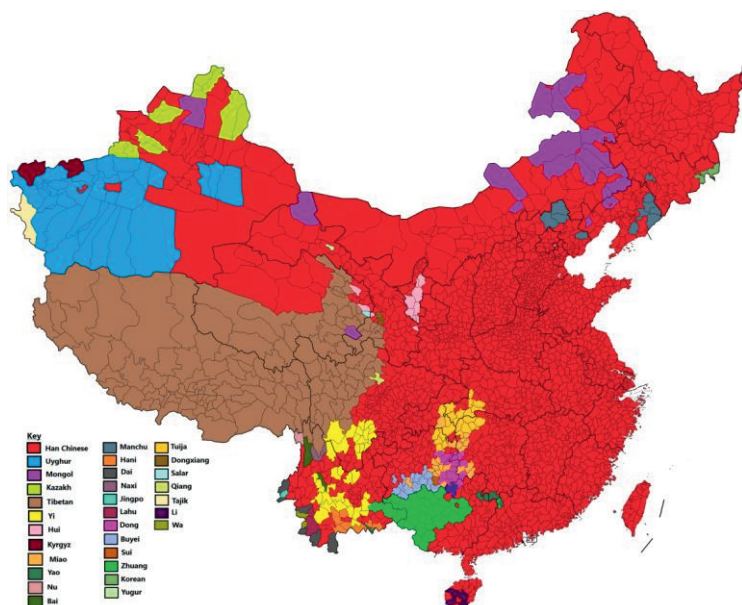 Key
Han Chinese
Uyghur
Mongol
Kazakh
Tibetan
Yi
Hui
Kyrgyz
Miao
Yao
Nu
Bai
Manchu
Hani
Dai
Naxi
Jingpo
Lahu
Dong
Buyei
Sui
Zhuang
Korean
Yugur
Tuija
Dongxiang
Salar
Qiang
Tajik
Li
Wa